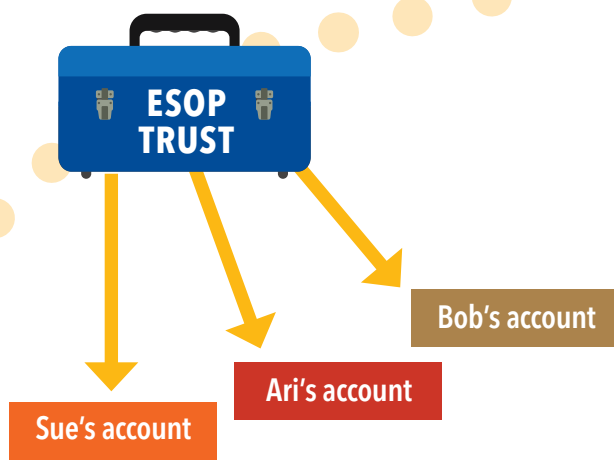 ESOP
TRUST
Bob's account
Ari's account
Sue's account